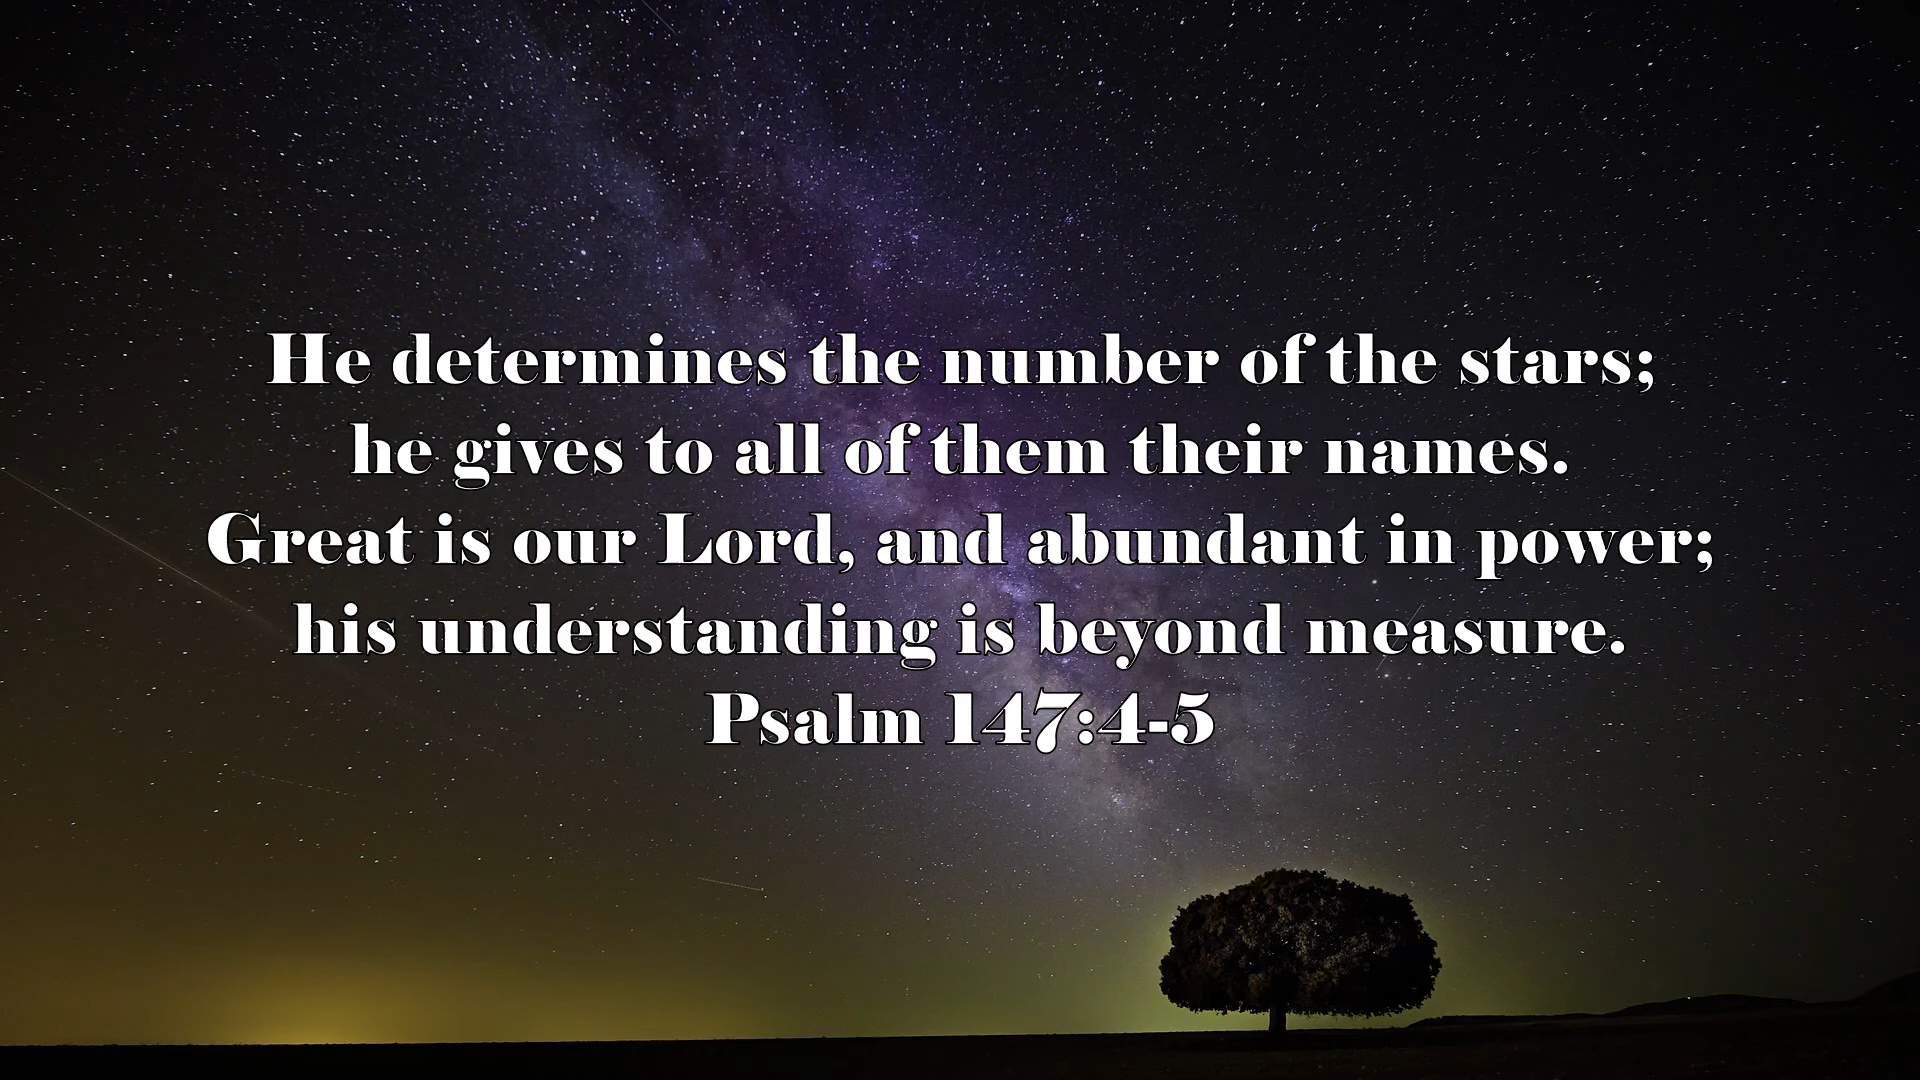 He determines the number of the stars;
he gives to all of them their names.
Great is our Lord, and abundant in power;
his understanding is beyond measure.
Psalm 147:4-5